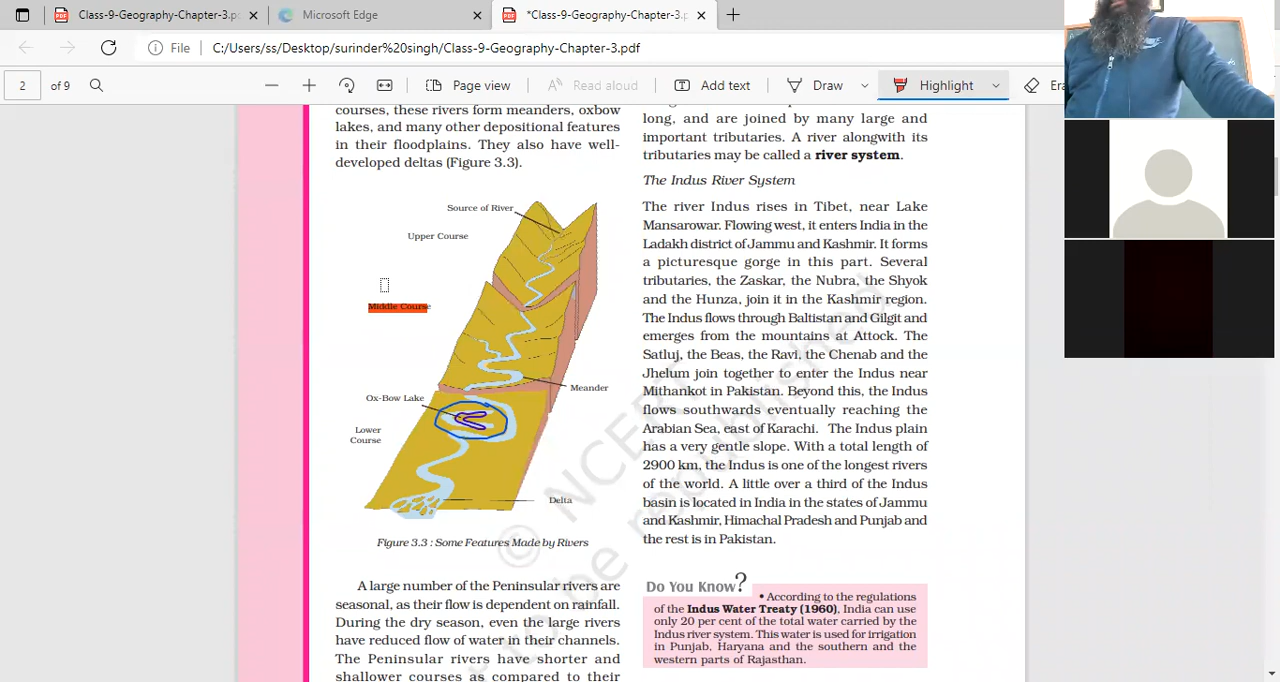 Class-9-Geography-Chapter-3.p
Microsoft Edge
*Class-9-Geography-Chapter-3.p
File
C:/Users/ss/Desktop/surinder%20singh/Class-9-Geography-Chapter-3.pdf
2 of 9
Page view
Read aloud
Add text
Draw
Highlight
Era
courses, these rivers form meanders, oxbow
lakes, and many other depositional features
in their floodplains. They also have well-
developed deltas (Figure 3.3).
Source of River
Upper Course
Middle Course
Meander
Ox-Bow Lake
Lower
Course
Delta
Figure 3.3 : Some Features Made by Rivers
A large number of the Peninsular rivers are
seasonal, as their flow is dependent on rainfall.
During the dry season, even the large rivers
have reduced flow of water in their channels.
The Peninsular rivers have shorter and
shallower courses as compared to their
long, and are joined by many large and
important tributaries. A river alongwith its
tributaries may be called a river system.
The Indus River System
The river Indus rises in Tibet, near Lake
Mansarowar. Flowing west, it enters India in the
Ladakh district of Jammu and Kashmir. It forms
a picturesque gorge in this part. Several
tributaries, the Zaskar, the Nubra, the Shyok
and the Hunza, join it in the Kashmir region.
The Indus flows through Baltistan and Gilgit and
emerges from the mountains at Attock. The
Satluj, the Beas, the Ravi, the Chenab and the
Jhelum join together to enter the Indus near
Mithankot in Pakistan. Beyond this, the Indus
flows southwards eventually reaching the
Arabian Sea, east of Karachi. The Indus plain
has a very gentle slope. With a total length of
2900 km, the Indus is one of the longest rivers
of the world. A little over a third of the Indus
basin is located in India in the states of Jammu
and Kashmir, Himachal Pradesh and Punjab and
the rest is in Pakistan.
Do You Know?
• According to the regulations
of the Indus Water Treaty (1960), India can use
only 20 per cent of the total water carried by the
Indus river system. This water is used for irrigation
in Punjab, Haryana and the southern and the
western parts of Rajasthan.
© NCERT
to be republished